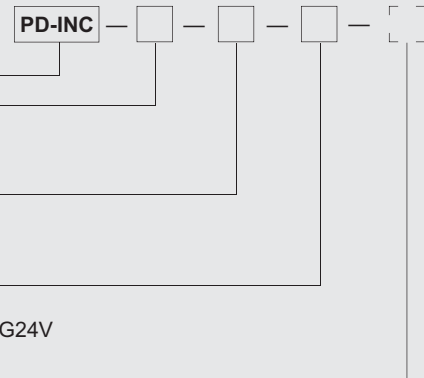 PD-INC — — — —
G24V